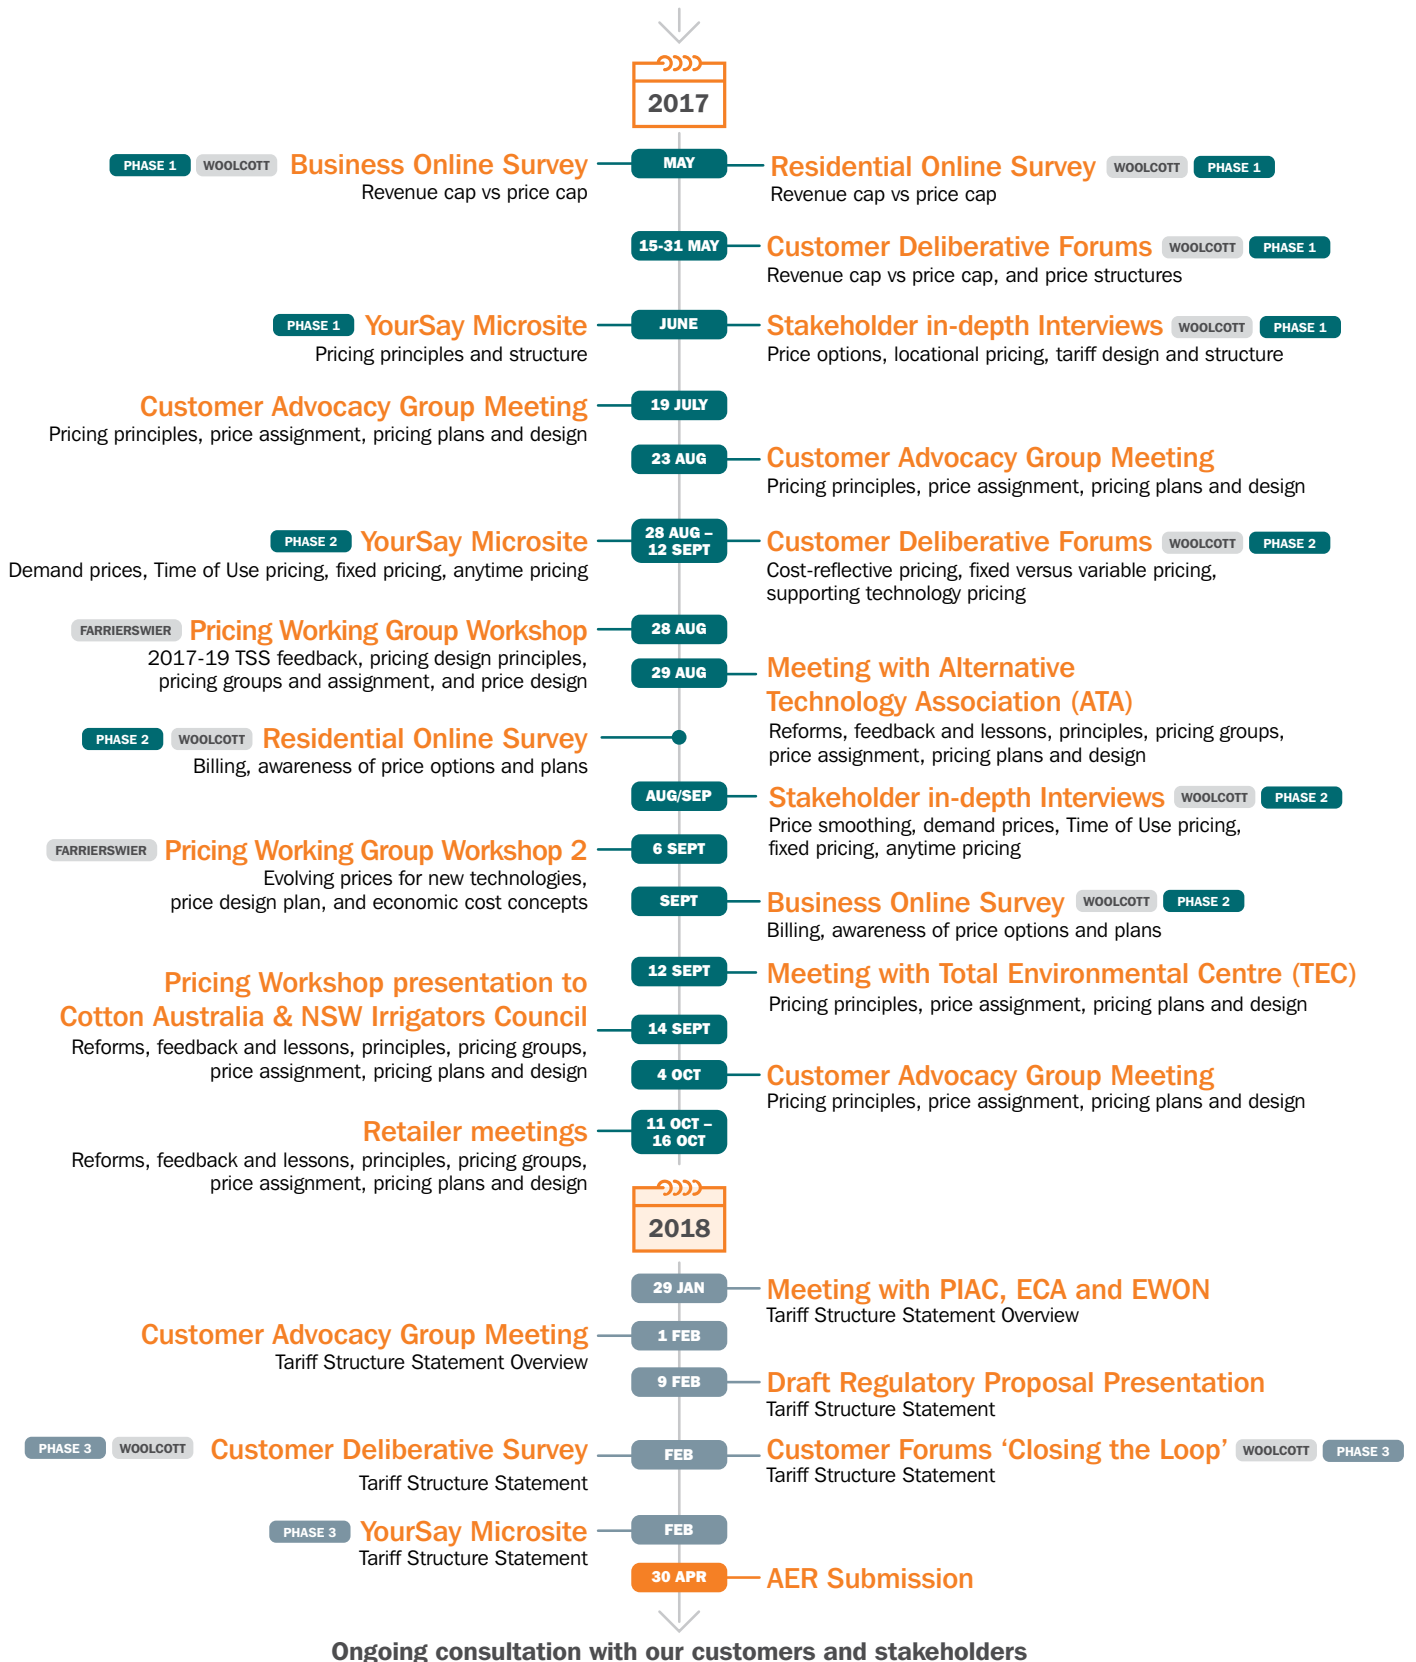 2017
MAY
PHASE 1 WOOLCOTT Business Online Survey
Revenue cap vs price cap
Residential Online Survey WOOLCOTT PHASE 1
Revenue cap vs price cap
15-31 MAY
Customer Deliberative Forums WOOLCOTT PHASE 1
Revenue cap vs price cap, and price structures
JUNE
PHASE 1 YourSay Microsite
Pricing principles and structure
Stakeholder in-depth Interviews WOOLCOTT PHASE 1
Price options, locational pricing, tariff design and structure
19 JULY
Customer Advocacy Group Meeting
Pricing principles, price assignment, pricing plans and design
23 AUG
Customer Advocacy Group Meeting
Pricing principles, price assignment, pricing plans and design
28 AUG –
12 SEPT
PHASE 2 YourSay Microsite
Demand prices, Time of Use pricing, fixed pricing, anytime pricing
Customer Deliberative Forums WOOLCOTT PHASE 2
Cost-reflective pricing, fixed versus variable pricing,
supporting technology pricing
28 AUG
FARRIERSWIER Pricing Working Group Workshop
2017-19 TSS feedback, pricing design principles,
pricing groups and assignment, and price design
29 AUG
Meeting with Alternative
Technology Association (ATA)
Reforms, feedback and lessons, principles, pricing groups,
price assignment, pricing plans and design
PHASE 2 WOOLCOTT Residential Online Survey
Billing, awareness of price options and plans
AUG/SEP
Stakeholder in-depth Interviews WOOLCOTT PHASE 2
Price smoothing, demand prices, Time of Use pricing,
fixed pricing, anytime pricing
6 SEPT
FARRIERSWIER Pricing Working Group Workshop 2
Evolving prices for new technologies,
price design plan, and economic cost concepts
SEPT
Business Online Survey WOOLCOTT PHASE 2
Billing, awareness of price options and plans
12 SEPT
Meeting with Total Environmental Centre (TEC)
Pricing principles, price assignment, pricing plans and design
Pricing Workshop presentation to
Cotton Australia & NSW Irrigators Council
14 SEPT
Reforms, feedback and lessons, principles, pricing groups,
price assignment, pricing plans and design
4 OCT
Customer Advocacy Group Meeting
Pricing principles, price assignment, pricing plans and design
11 OCT –
16 OCT
Retailer meetings
Reforms, feedback and lessons, principles, pricing groups,
price assignment, pricing plans and design
2018
29 JAN
Meeting with PIAC, ECA and EWON
Tariff Structure Statement Overview
1 FEB
Customer Advocacy Group Meeting
Tariff Structure Statement Overview
9 FEB
Draft Regulatory Proposal Presentation
Tariff Structure Statement
FEB
PHASE 3 WOOLCOTT Customer Deliberative Survey
Tariff Structure Statement
Customer Forums ‘Closing the Loop’ WOOLCOTT PHASE 3
Tariff Structure Statement
FEB
PHASE 3 YourSay Microsite
Tariff Structure Statement
30 APR
AER Submission
Ongoing consultation with our customers and stakeholders